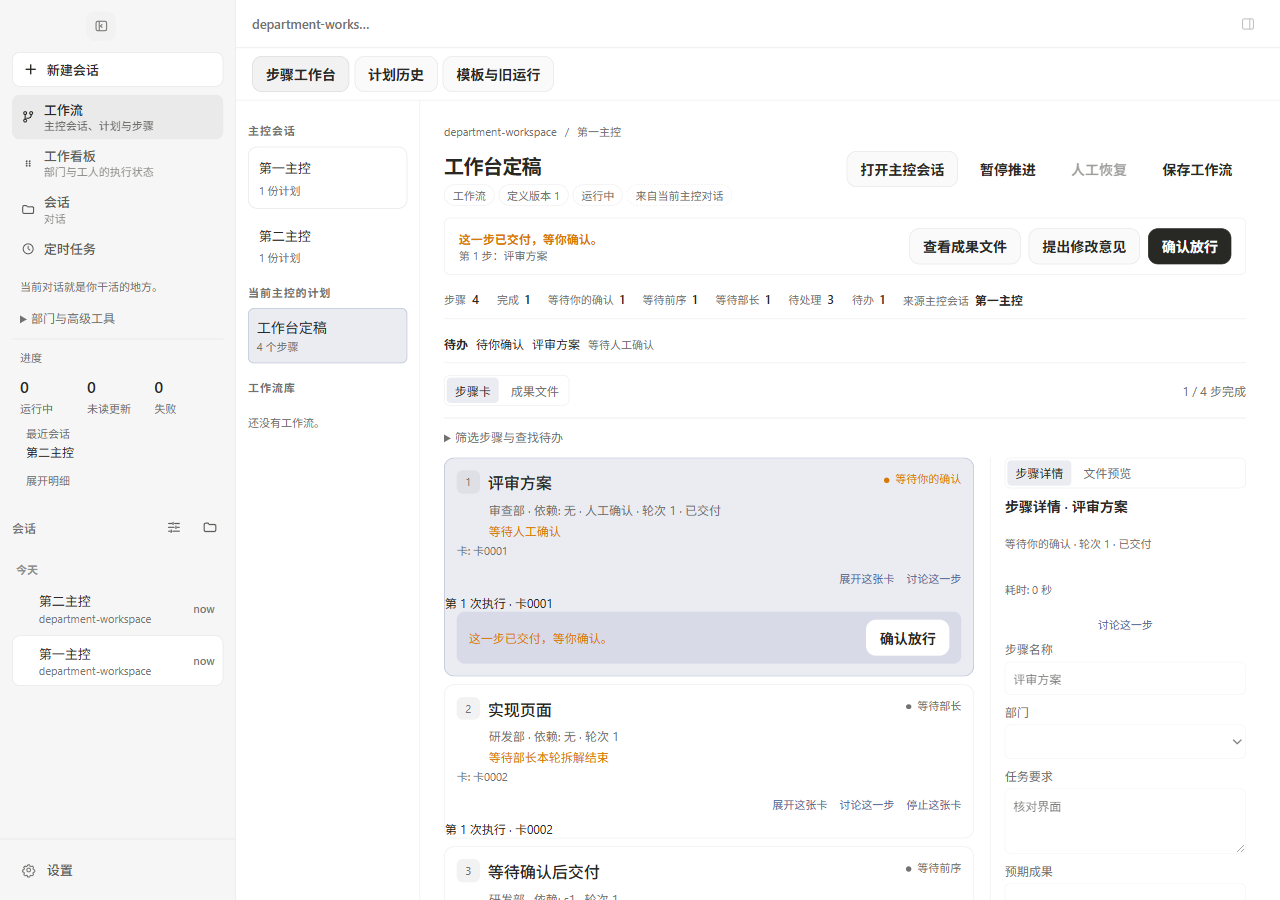 department-works...
新建会话
工作流
主控会话、计划与步骤
工作看板
部门与工人的执行状态
会话
对话
定时任务
当前对话就是你干活的地方。
部门与高级工具
进度
0 0 0
运行中 未读更新 失败
最近会话
第二主控
展开明细
会话
今天
第二主控
department-workspace
now
第一主控
department-workspace
now
设置
步骤工作台 计划历史 模板与旧运行
主控会话
第一主控
1 份计划
第二主控
1 份计划
当前主控的计划
工作台定稿
4 个步骤
工作流库
还没有工作流。
department-workspace / 第一主控
工作台定稿
打开主控会话 暂停推进 人工恢复 保存工作流
工作流 定义版本 1 运行中 来自当前主控对话
这一步已交付，等你确认。
第 1 步：评审方案
查看成果文件 提出修改意见 确认放行
步骤 4 完成 1 等待你的确认 1 等待前序 1 等待部长 1 待处理 3 待办 1 来源主控会话 第一主控
待办 待你确认 评审方案 等待人工确认
步骤卡 成果文件
1 / 4 步完成
筛选步骤与查找待办
1 评审方案
等待你的确认
审查部 · 依赖: 无 · 人工确认 · 轮次 1 · 已交付
等待人工确认
卡: 卡0001
展开这张卡 讨论这一步
第 1 次执行 · 卡0001
这一步已交付，等你确认。
确认放行
2 实现页面
等待部长
研发部 · 依赖: 无 · 轮次 1
等待部长本轮拆解结束
卡: 卡0002
展开这张卡 讨论这一步 停止这张卡
第 1 次执行 · 卡0002
3 等待确认后交付
等待前序
研发部 · 依赖: s1 · 轮次 1
步骤详情 文件预览
步骤详情 · 评审方案
等待你的确认 · 轮次 1 · 已交付
耗时: 0 秒
讨论这一步
步骤名称
评审方案
部门
任务要求
核对界面
预期成果